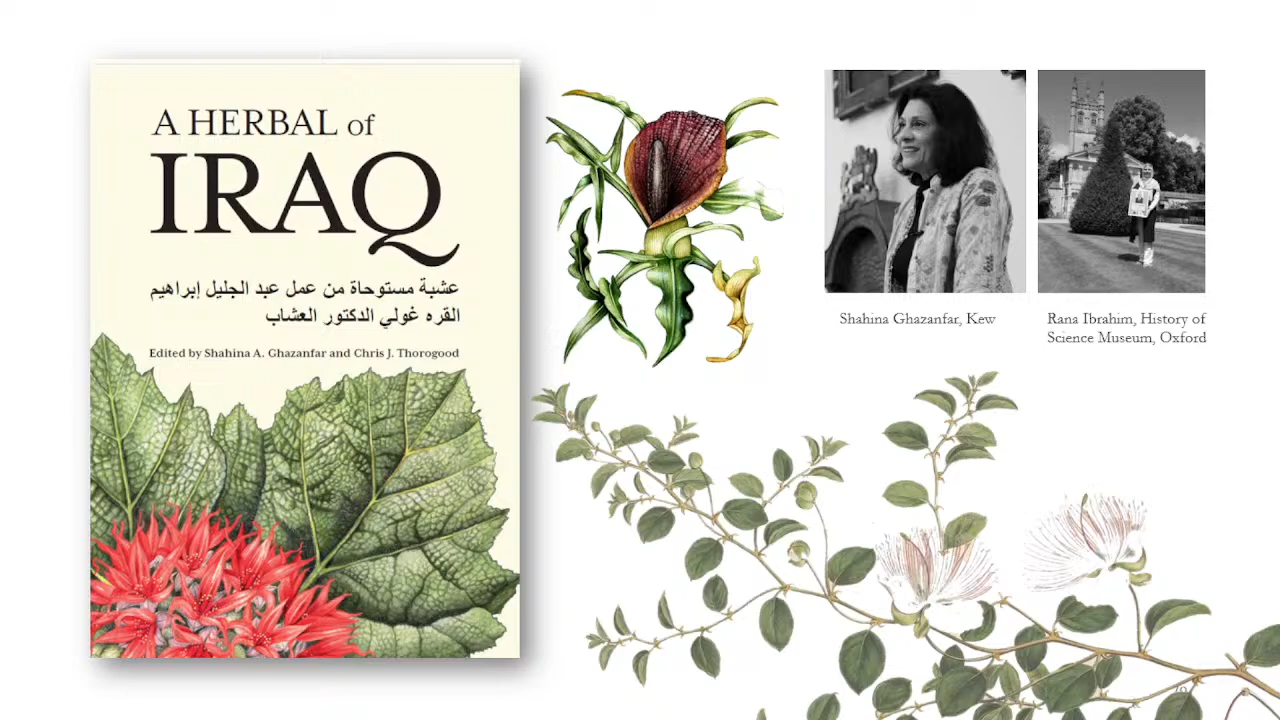 A HERBAL of
IRAQ
عشبة مستوحاة من عمل عبد الجليل إبراهيم
القره غولي الدكتور العشاب
Edited by Shahina A. Ghazanfar and Chris J. Thorogood
Shahina Ghazanfar, Kew
Rana Ibrahim, History of
Science Museum, Oxford